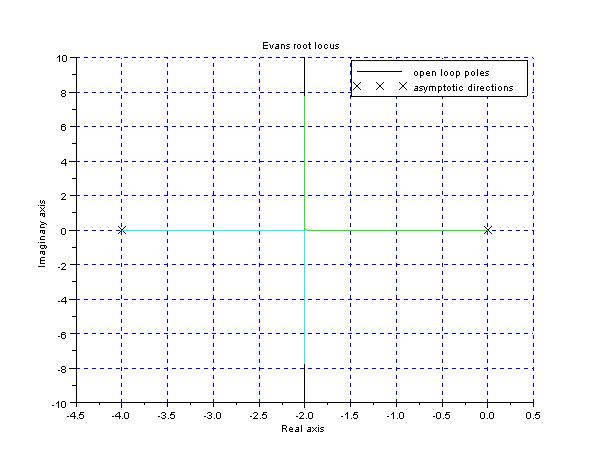 Evans root locus
open loop poles
asymptotic directions
10
8
6
4
2
0
-2
-4
-6
-8
-10
Imaginary axis
-4.5 -4.0 -3.5 -3.0 -2.5 -2.0 -1.5 -1.0 -0.5 0.0 0.5
Real axis